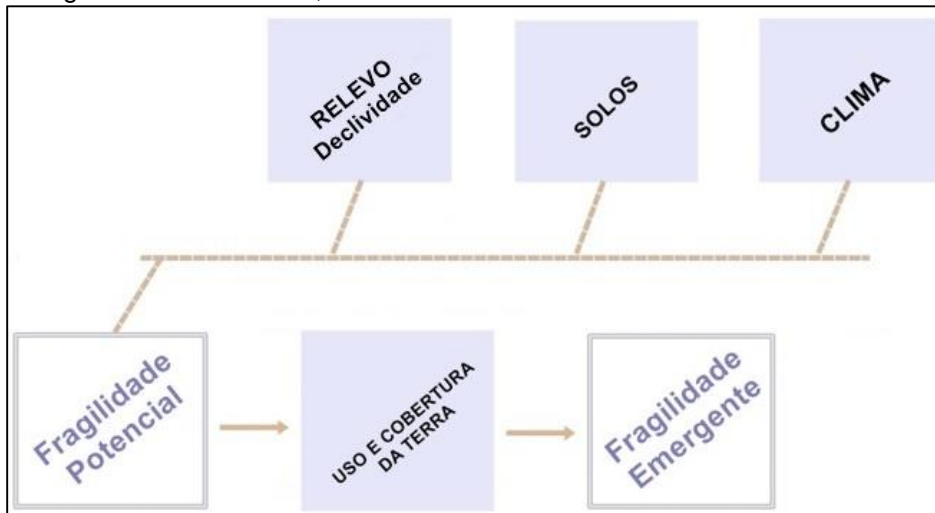 RELEVO
Declividade
SOLOS
CLIMA
Fragilidade
Potencial
USO E COBERTURA
DA TERRA
Fragilidade
Emergente